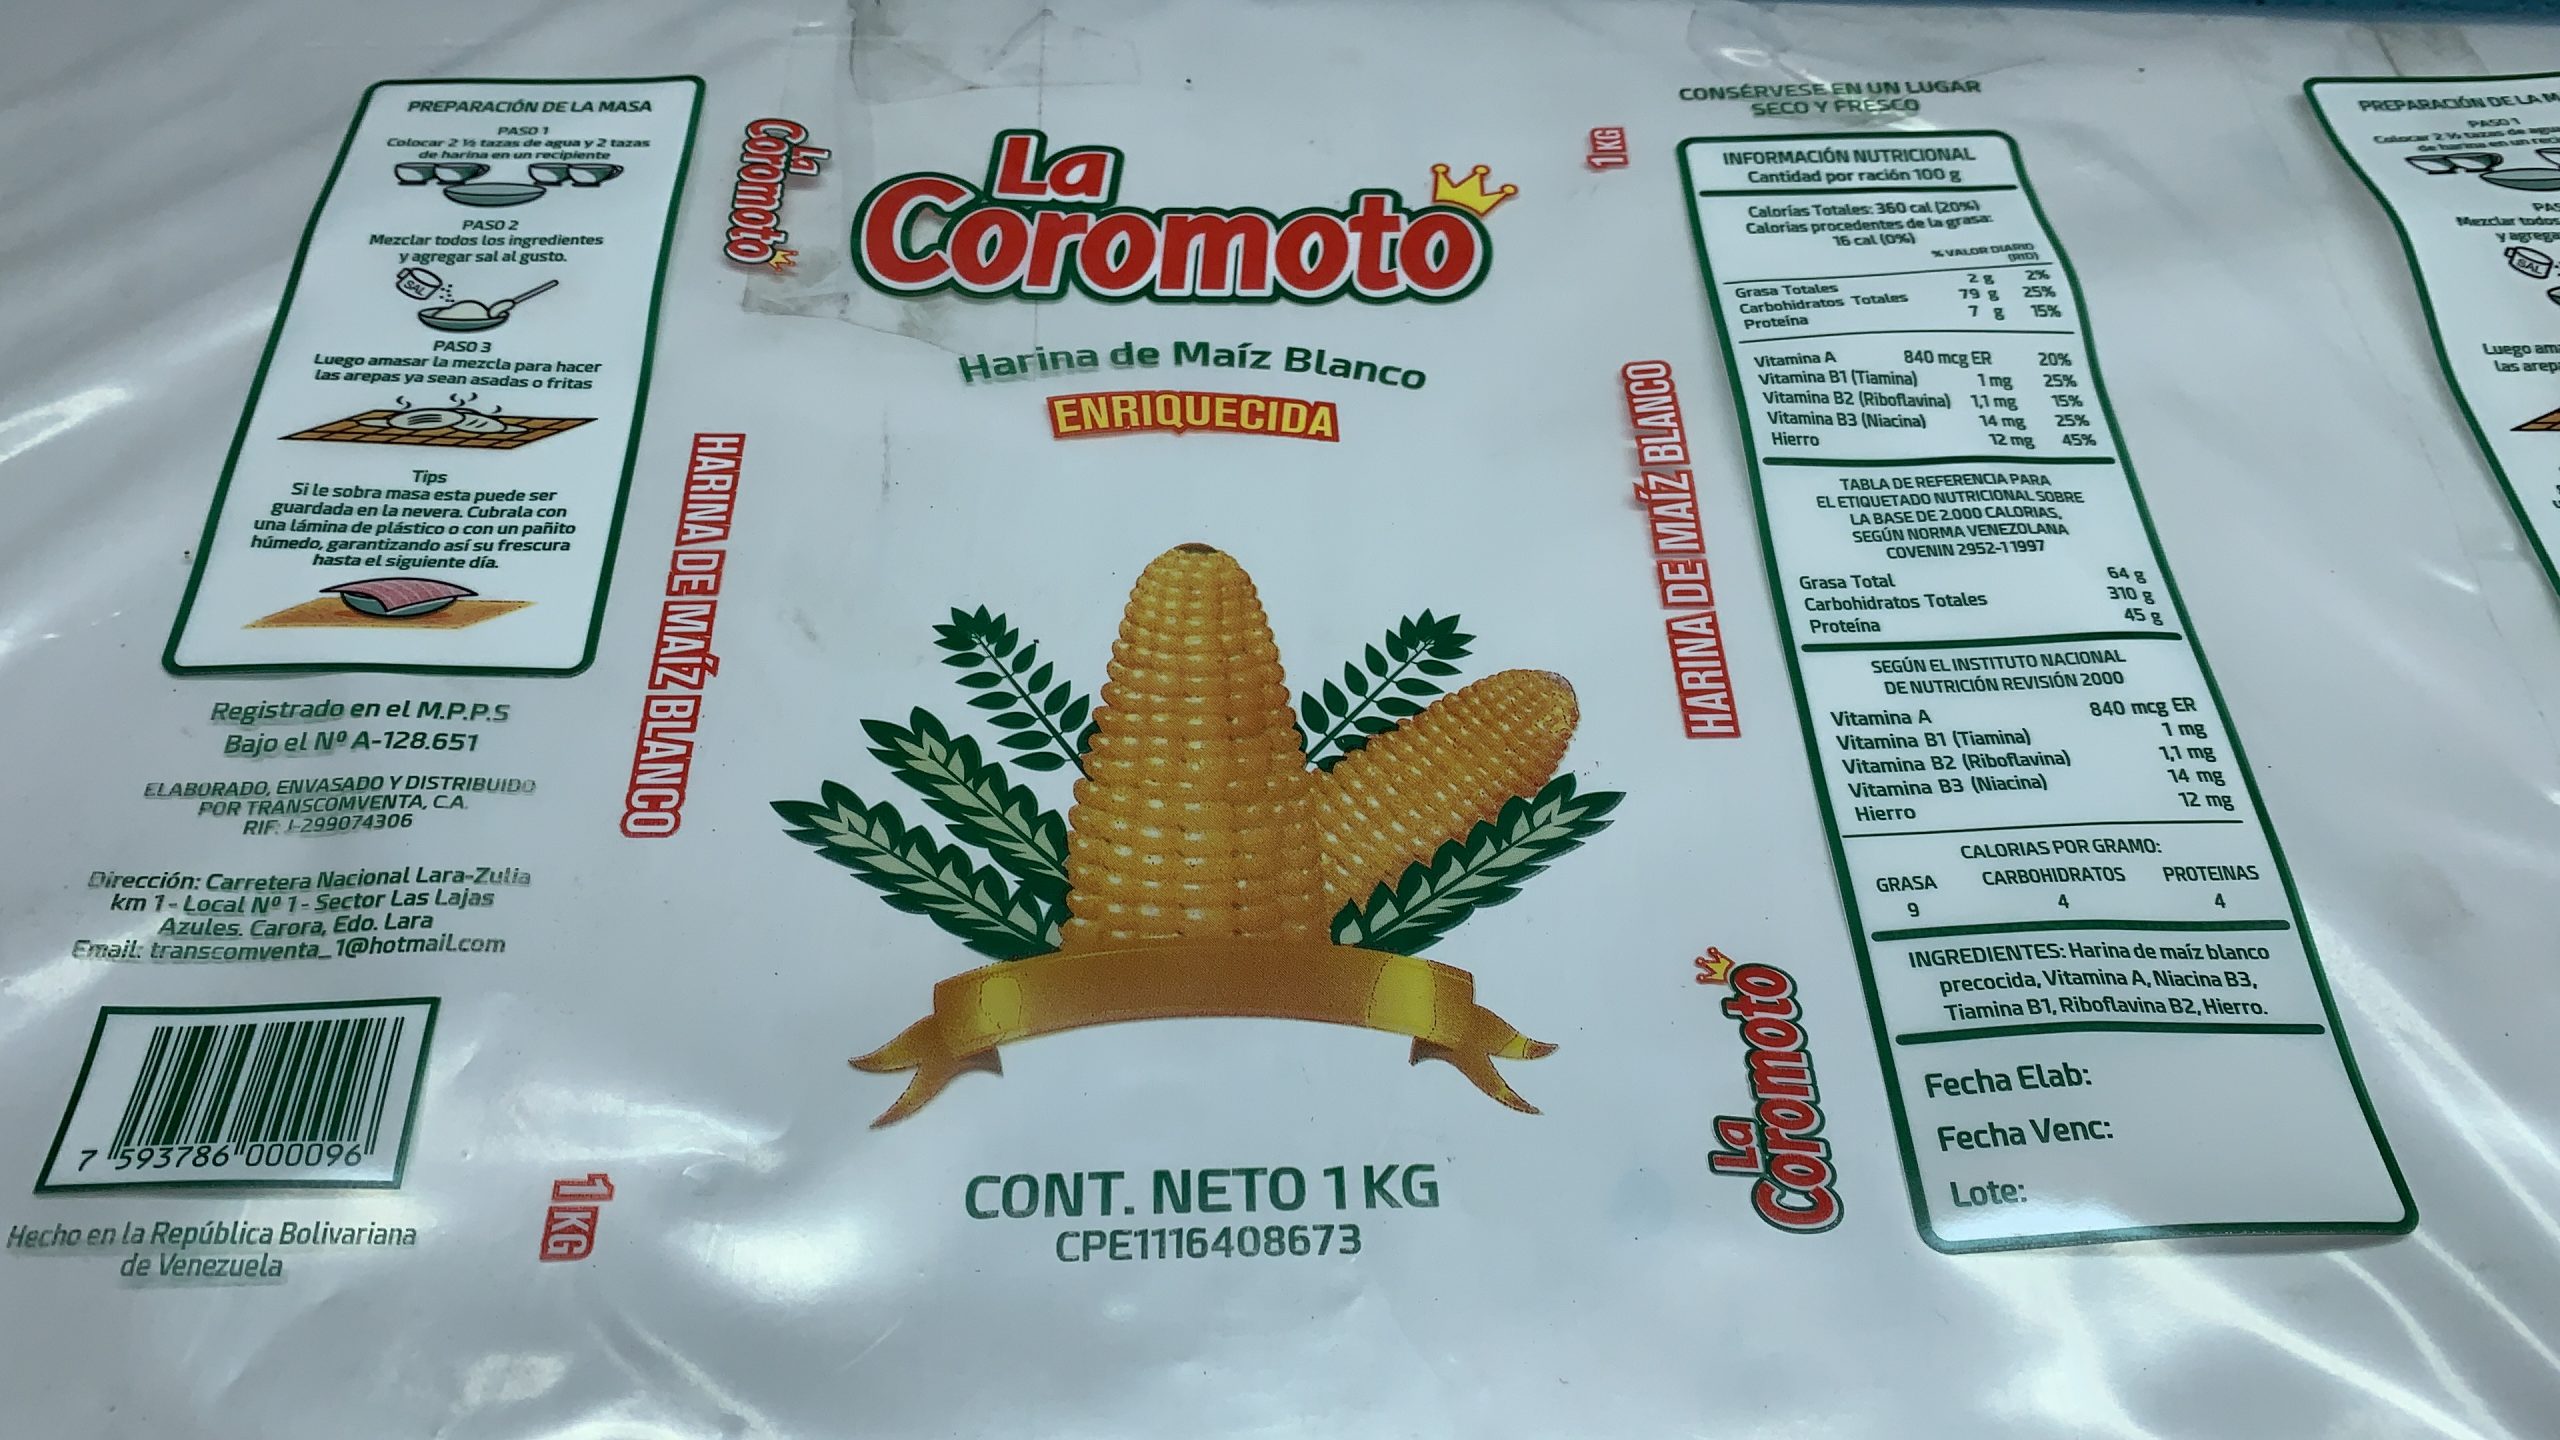 PREPARACIÓN DE LA MASA
PASO 1
Colocar 2 ½ tazas de agua y 2 tazas
de harina en un recipiente
PASO 2
Mezclar todos los ingredientes
y agregar sal al gusto.
SAL
PASO 3
Luego amasar la mezcla para hacer
las arepas ya sean asadas o fritas
Tips
Si le sobra masa esta puede ser
guardada en la nevera. Cubrala con
una lámina de plástico o con un pañito
húmedo, garantizando así su frescura
hasta el siguiente día.
Registrado en el M.P.P.S
Bajo el Nº A-128.651
ELABORADO, ENVASADO Y DISTRIBUIDO
POR TRANSCOMVENTA, C.A.
RIF: J-299074306
Dirección: Carretera Nacional Lara-Zulia
km 1 - Local Nº 1 - Sector Las Lajas
Azules. Carora, Edo. Lara
Email: transcomventa_1@hotmail.com
7 593786 000096
Hecho en la República Bolivariana
de Venezuela
La
Coromoto
HARINA DE MAÍZ BLANCO
1 KG
La
Coromoto
Harina de Maíz Blanco
ENRIQUECIDA
CONT. NETO 1 KG
CPE1116408673
1 KG
HARINA DE MAÍZ BLANCO
La
Coromoto
CONSÉRVESE EN UN LUGAR
SECO Y FRESCO
INFORMACIÓN NUTRICIONAL
Cantidad por ración 100 g
Calorías Totales: 360 cal (20%)
Calorías procedentes de la grasa:
16 cal (0%)
% VALOR DIARIO
(RID)
Grasa Totales 2 g 2%
Carbohidratos Totales 79 g 25%
Proteína 7 g 15%
Vitamina A 840 mcg ER 20%
Vitamina B1 (Tiamina) 1 mg 25%
Vitamina B2 (Riboflavina) 1,1 mg 15%
Vitamina B3 (Niacina) 14 mg 25%
Hierro 12 mg 45%
TABLA DE REFERENCIA PARA
EL ETIQUETADO NUTRICIONAL SOBRE
LA BASE DE 2.000 CALORIAS,
SEGÚN NORMA VENEZOLANA
COVENIN 2952-1 1997
Grasa Total 64 g
Carbohidratos Totales 310 g
Proteína 45 g
SEGÚN EL INSTITUTO NACIONAL
DE NUTRICIÓN REVISIÓN 2000
Vitamina A 840 mcg ER
Vitamina B1 (Tiamina) 1 mg
Vitamina B2 (Riboflavina) 1,1 mg
Vitamina B3 (Niacina) 14 mg
Hierro 12 mg
CALORIAS POR GRAMO:
GRASA CARBOHIDRATOS PROTEINAS
9 4 4
INGREDIENTES: Harina de maíz blanco
precocida, Vitamina A, Niacina B3,
Tiamina B1, Riboflavina B2, Hierro.
Fecha Elab:
Fecha Venc:
Lote:
PREPARACIÓN DE LA
PASO 1
Colocar 2 ½ tazas de
de harina en un
Mezclar todos
y
SAL
Luego
las